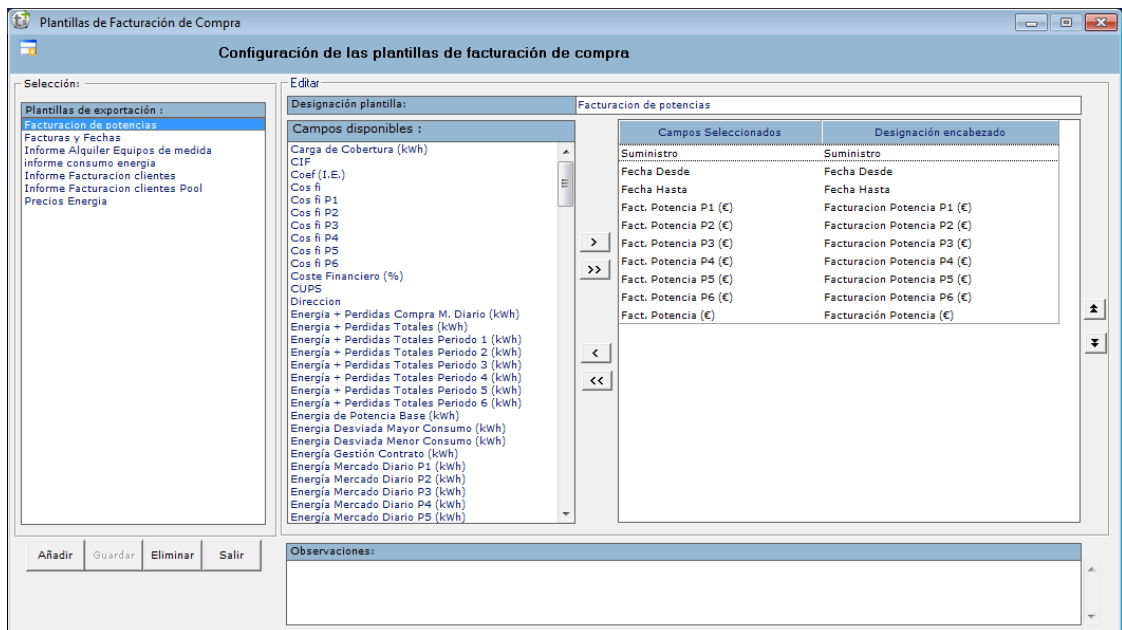 Plantillas de Facturación de Compra
Configuración de las plantillas de facturación de compra
Selección:
Plantillas de exportación :
Facturacion de potencias
Facturas y Fechas
Informe Alquiler Equipos de medida
informe consumo energia
Informe Facturacion clientes
Informe Facturacion clientes Pool
Precios Energia
Añadir
Guardar
Eliminar
Salir
Editar
Designación plantilla:
Facturacion de potencias
Campos disponibles :
Carga de Cobertura (kWh)
CIF
Coef (I.E.)
Cos fi
Cos fi P1
Cos fi P2
Cos fi P3
Cos fi P4
Cos fi P5
Cos fi P6
Coste Financiero (%)
CUPS
Direccion
Energia + Perdidas Compra M. Diario (kWh)
Energia + Perdidas Totales (kWh)
Energía + Perdidas Totales Periodo 1 (kWh)
Energía + Perdidas Totales Periodo 2 (kWh)
Energía + Perdidas Totales Periodo 3 (kWh)
Energía + Perdidas Totales Periodo 4 (kWh)
Energía + Perdidas Totales Periodo 5 (kWh)
Energía + Perdidas Totales Periodo 6 (kWh)
Energia de Potencia Base (kWh)
Energia Desviada Mayor Consumo (kWh)
Energia Desviada Menor Consumo (kWh)
Energía Gestión Contrato (kWh)
Energía Mercado Diario P1 (kWh)
Energía Mercado Diario P2 (kWh)
Energía Mercado Diario P3 (kWh)
Energía Mercado Diario P4 (kWh)
Energía Mercado Diario P5 (kWh)
>
>>
<
<<
Campos Seleccionados Designación encabezado
Suministro Suministro
Fecha Desde Fecha Desde
Fecha Hasta Fecha Hasta
Fact. Potencia P1 (€) Facturacion Potencia P1 (€)
Fact. Potencia P2 (€) Facturacion Potencia P2 (€)
Fact. Potencia P3 (€) Facturacion Potencia P3 (€)
Fact. Potencia P4 (€) Facturacion Potencia P4 (€)
Fact. Potencia P5 (€) Facturacion Potencia P5 (€)
Fact. Potencia P6 (€) Facturacion Potencia P6 (€)
Fact. Potencia (€) Facturación Potencia (€)
Observaciones: